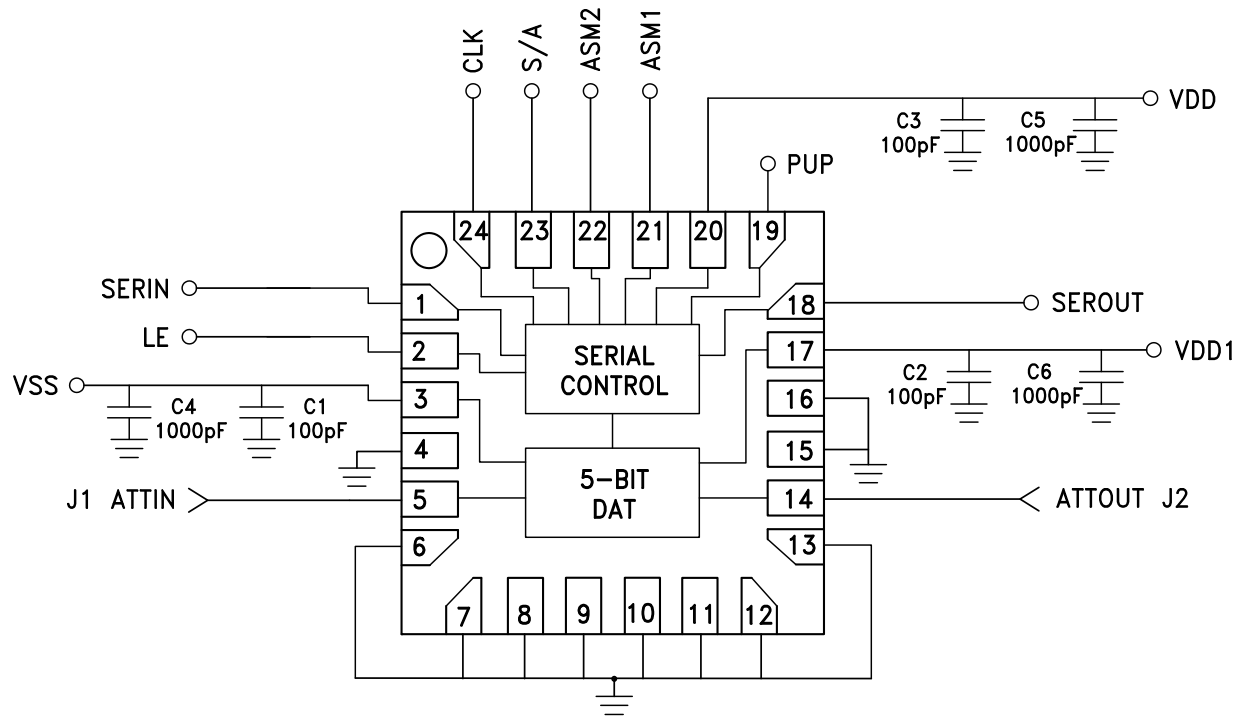 CLK
S/A
ASM2
ASM1
VDD
C3
100pF
C5
1000pF
PUP
24
23
22
21
20
19
SERIN
1
18
SEROUT
LE
2
SERIAL
CONTROL
17
VDD1
VSS
C4
1000pF
C1
100pF
3
16
C2
100pF
C6
1000pF
4
15
J1 ATTIN
5
5-BIT
DAT
14
ATTOUT J2
6
13
7
8
9
10
11
12